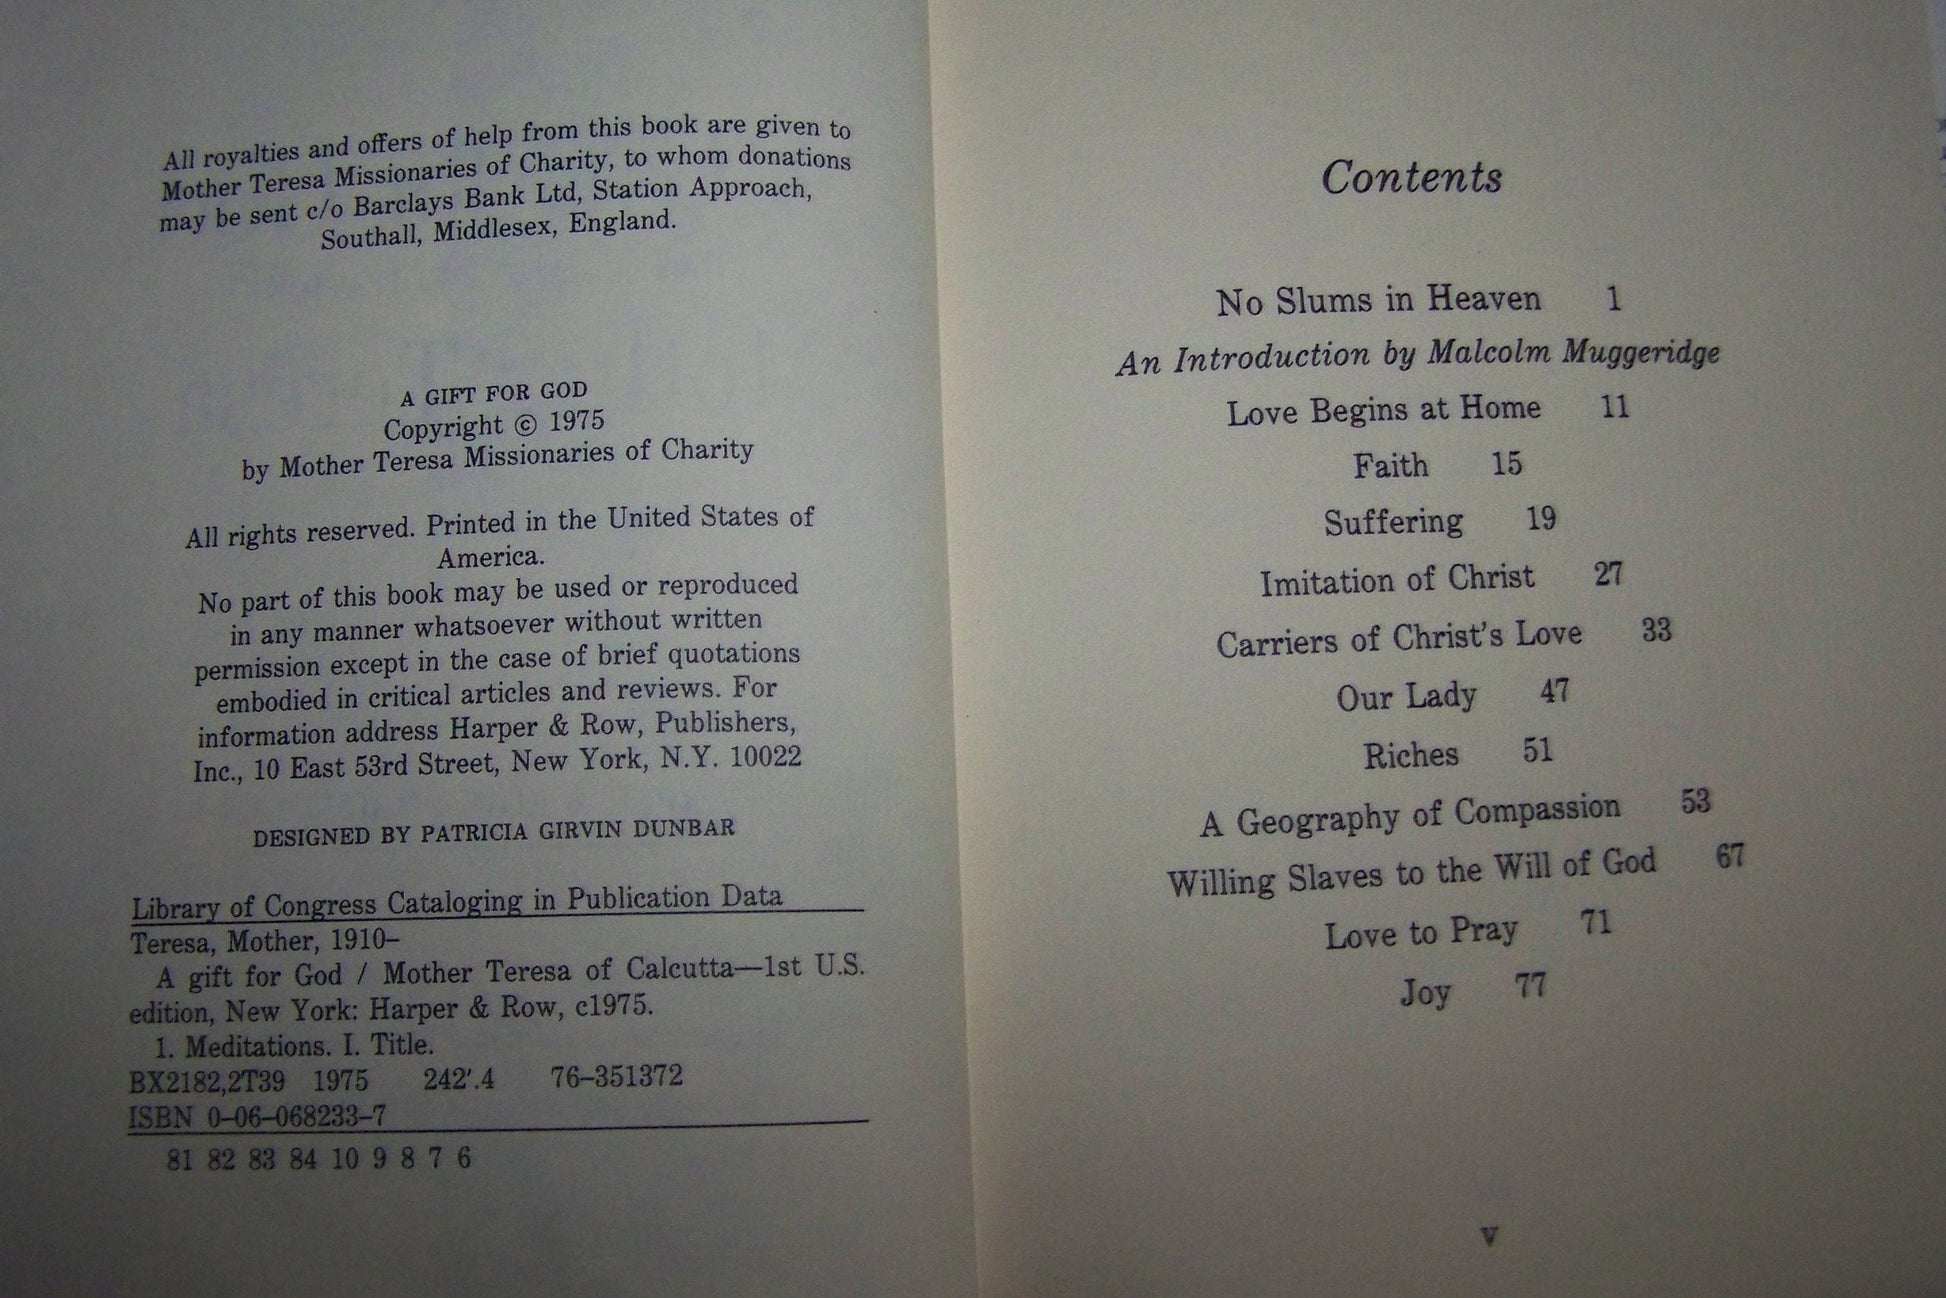 All royalties and offers of help from this book are given to
Mother Teresa Missionaries of Charity, to whom donations
may be sent c/o Barclays Bank Ltd, Station Approach,
Southall, Middlesex, England.
A GIFT FOR GOD
Copyright © 1975
by Mother Teresa Missionaries of Charity
All rights reserved. Printed in the United States of
America.
No part of this book may be used or reproduced
in any manner whatsoever without written
permission except in the case of brief quotations
embodied in critical articles and reviews. For
information address Harper & Row, Publishers,
Inc., 10 East 53rd Street, New York, N.Y. 10022
DESIGNED BY PATRICIA GIRVIN DUNBAR
Library of Congress Cataloging in Publication Data
Teresa, Mother, 1910–
A gift for God / Mother Teresa of Calcutta—1st U.S.
edition, New York: Harper & Row, c1975.
1. Meditations. I. Title.
BX2182,2T39 1975 242'.4 76–351372
ISBN 0–06–068233–7
81 82 83 84 10 9 8 7 6
Contents
No Slums in Heaven 1
An Introduction by Malcolm Muggeridge
Love Begins at Home 11
Faith 15
Suffering 19
Imitation of Christ 27
Carriers of Christ's Love 33
Our Lady 47
Riches 51
A Geography of Compassion 53
Willing Slaves to the Will of God 67
Love to Pray 71
Joy 77
v